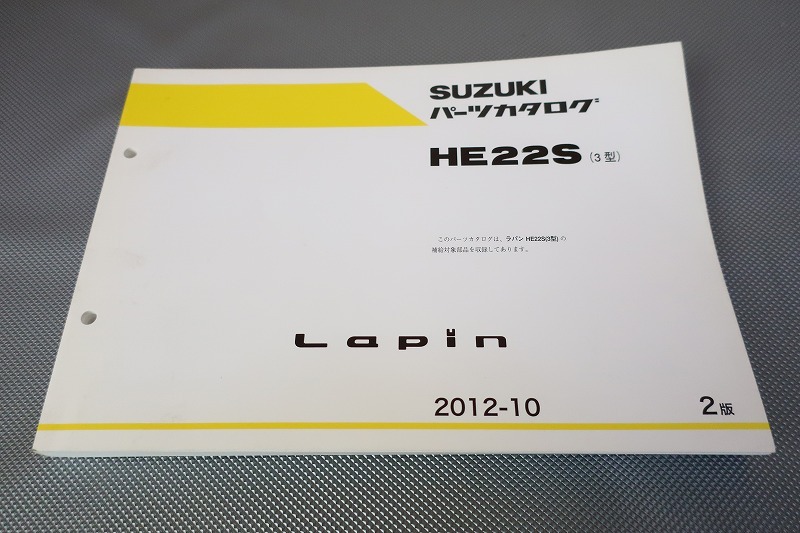 SUZUKI
パーツカタログ
HE22S (3型)
このパーツカタログは、ラパン HE22S(3型) の
補給対象部品を収録してあります。
Lapin
2012-10
2版